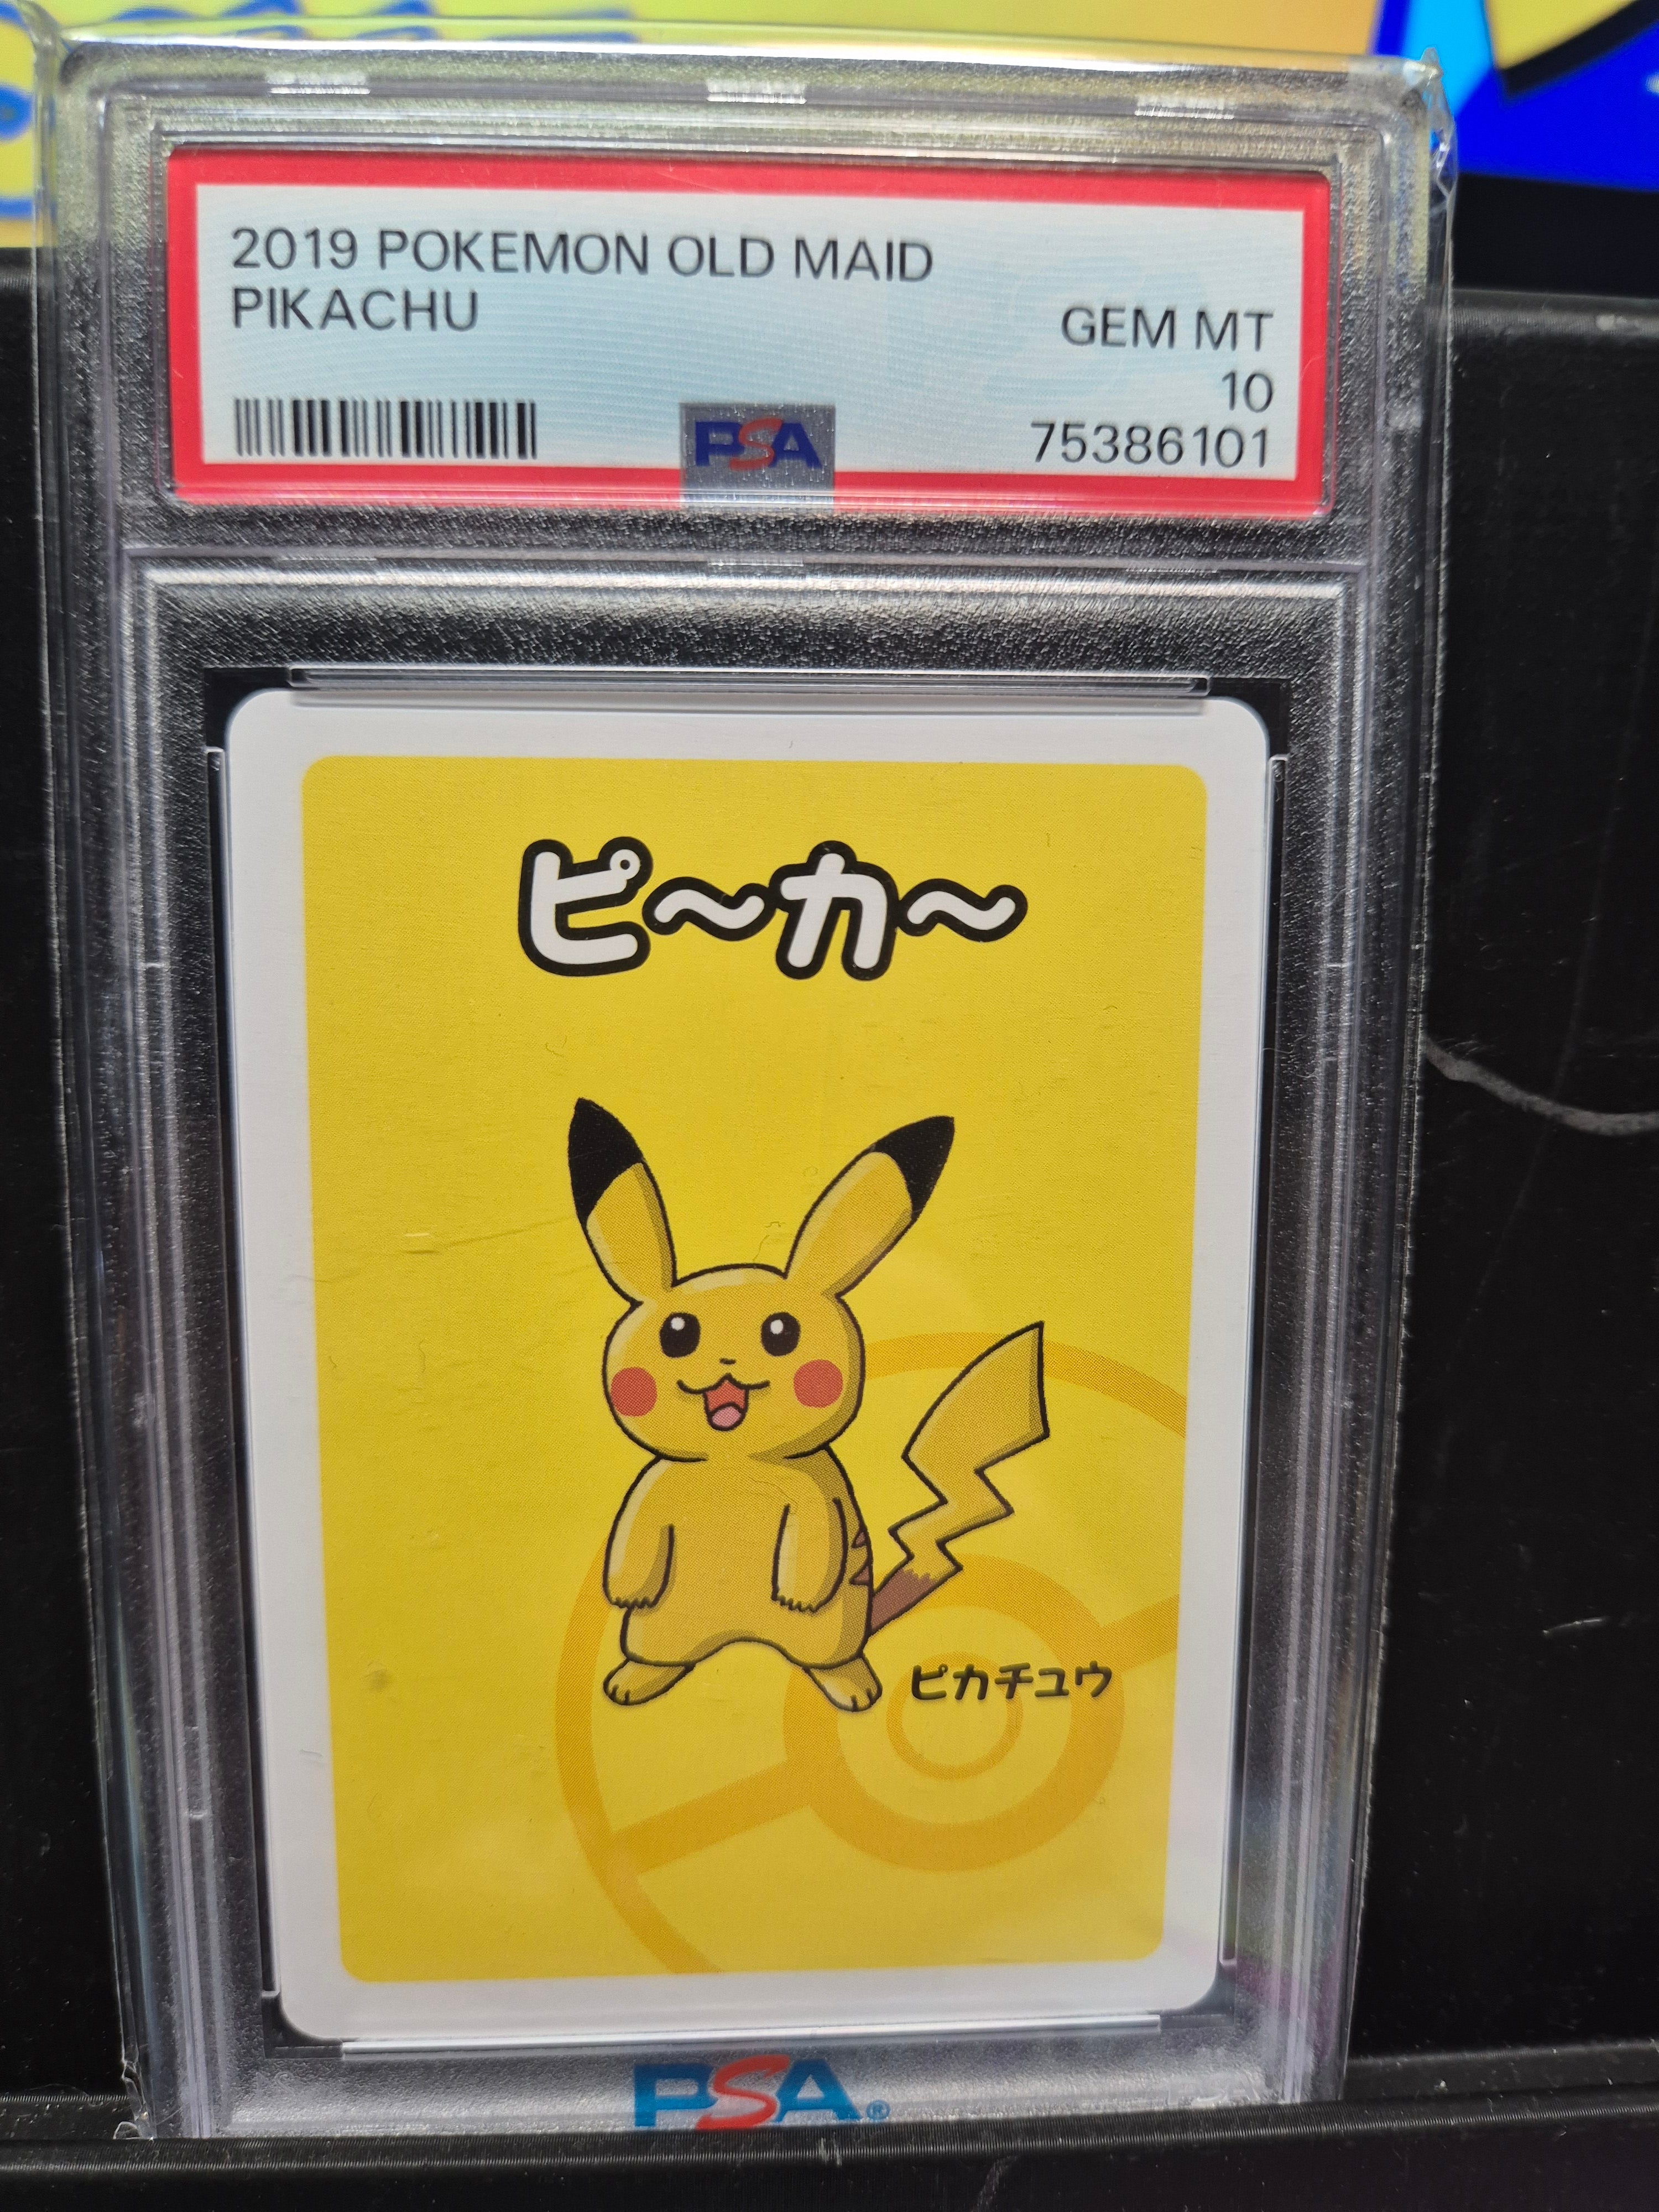 2019 POKEMON OLD MAID
PIKACHU
GEM MT
10
PSA
75386101
ピ～カ～
ピカチュウ
PSA®